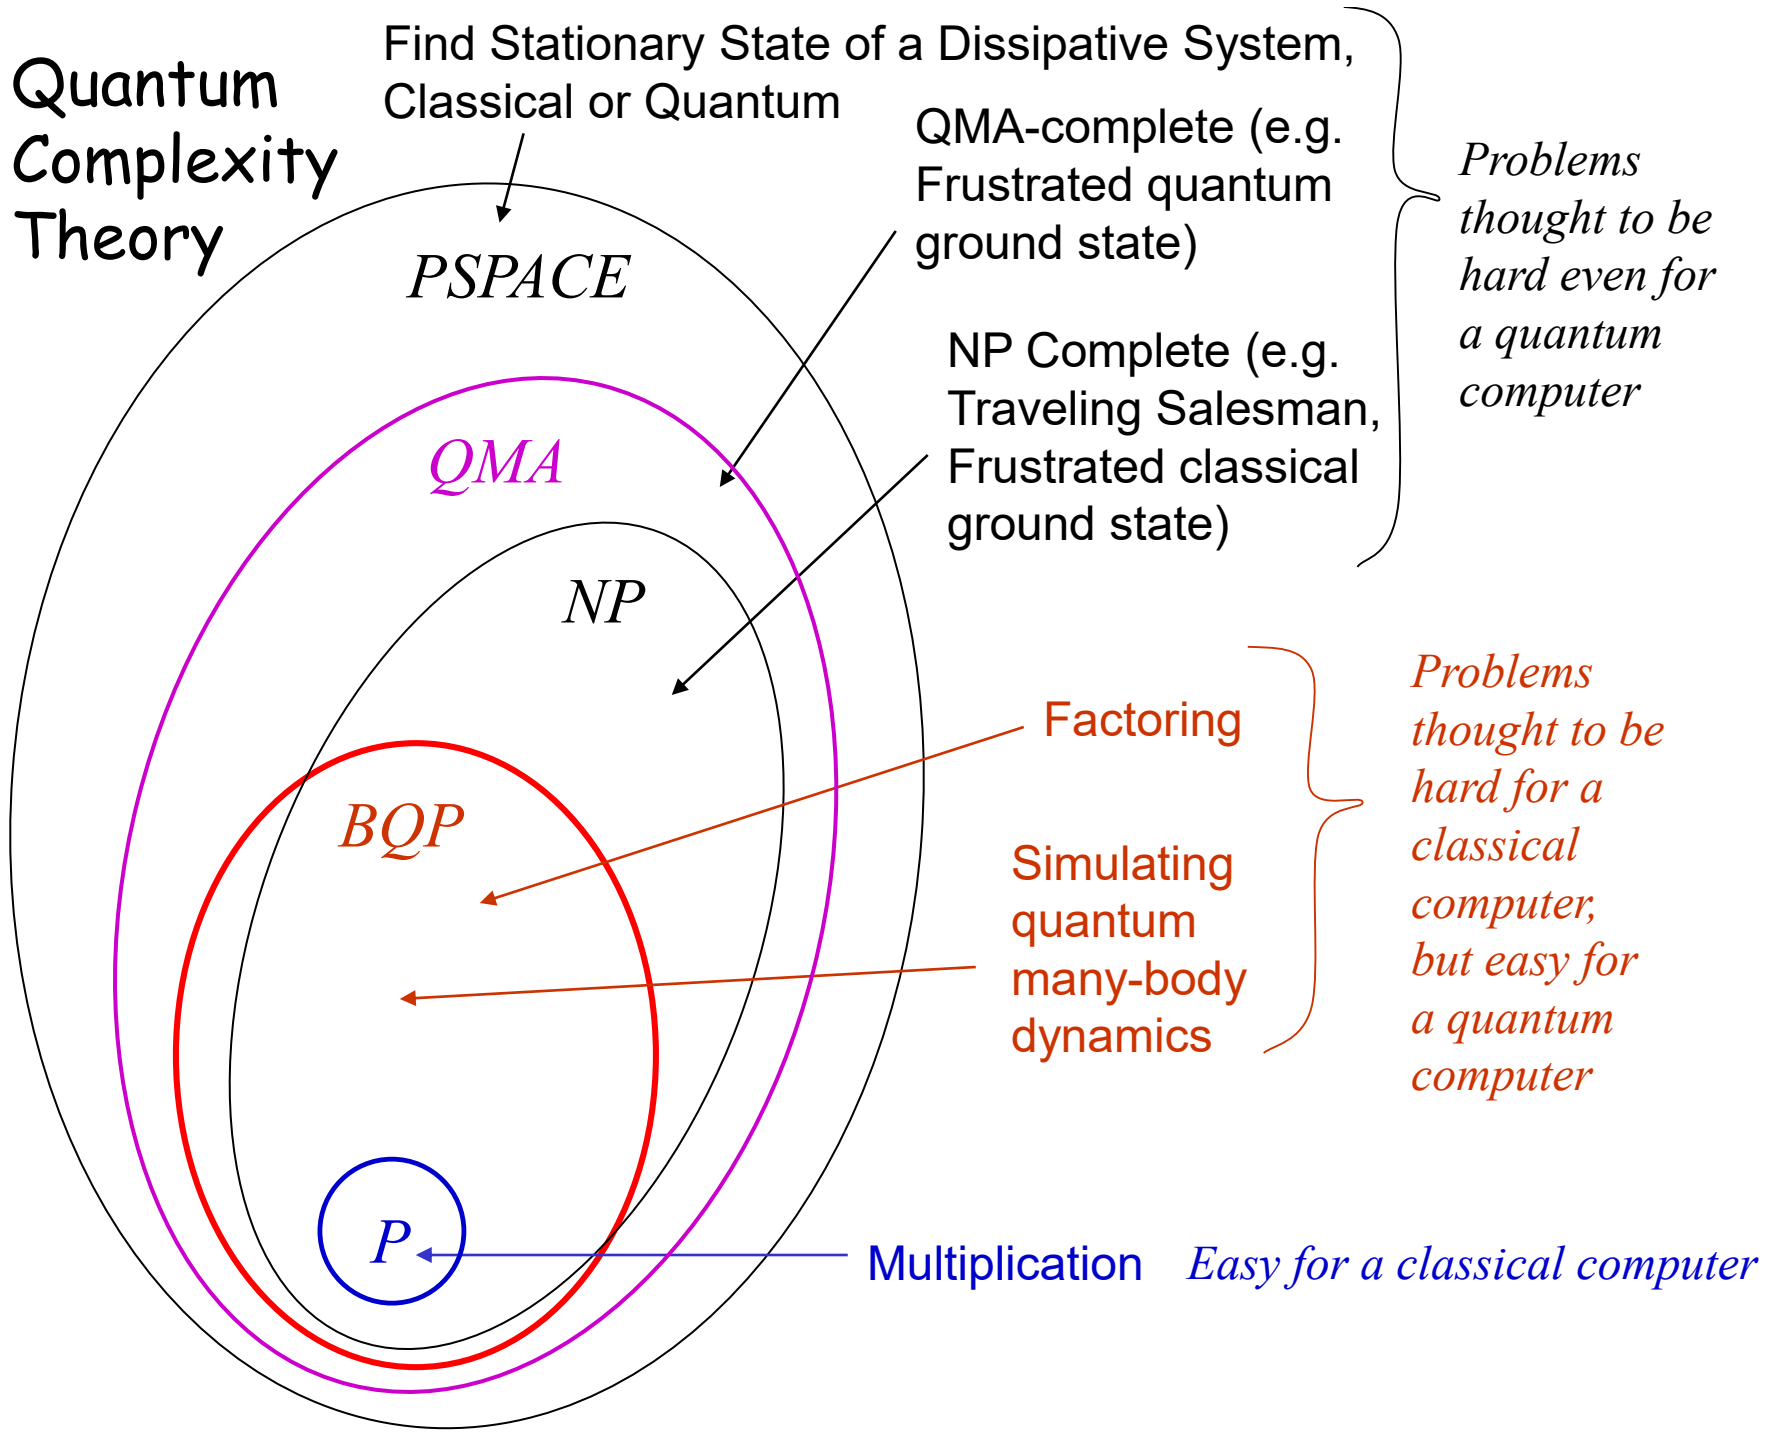 Quantum
Complexity
Theory
Find Stationary State of a Dissipative System,
Classical or Quantum
QMA-complete (e.g.
Frustrated quantum
ground state)
Problems
thought to be
hard even for
a quantum
computer
PSPACE
NP Complete (e.g.
Traveling Salesman,
Frustrated classical
ground state)
QMA
NP
Factoring
Problems
thought to be
hard for a
classical
computer,
but easy for
a quantum
computer
BQP
Simulating
quantum
many-body
dynamics
P
Multiplication
Easy for a classical computer